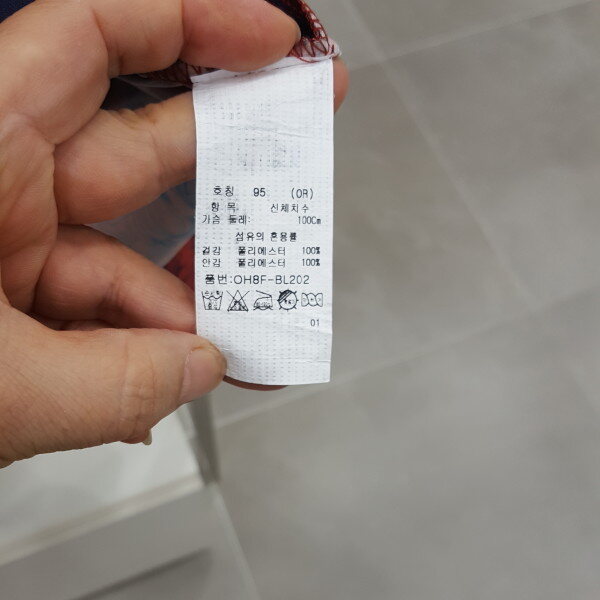 호칭 95 (OR)
항 목 신체치수
가슴 둘레: 100Cm
섬유의 혼용률
겉감 폴리에스터 100%
안감 폴리에스터 100%
품번:OH8F-BL202
01